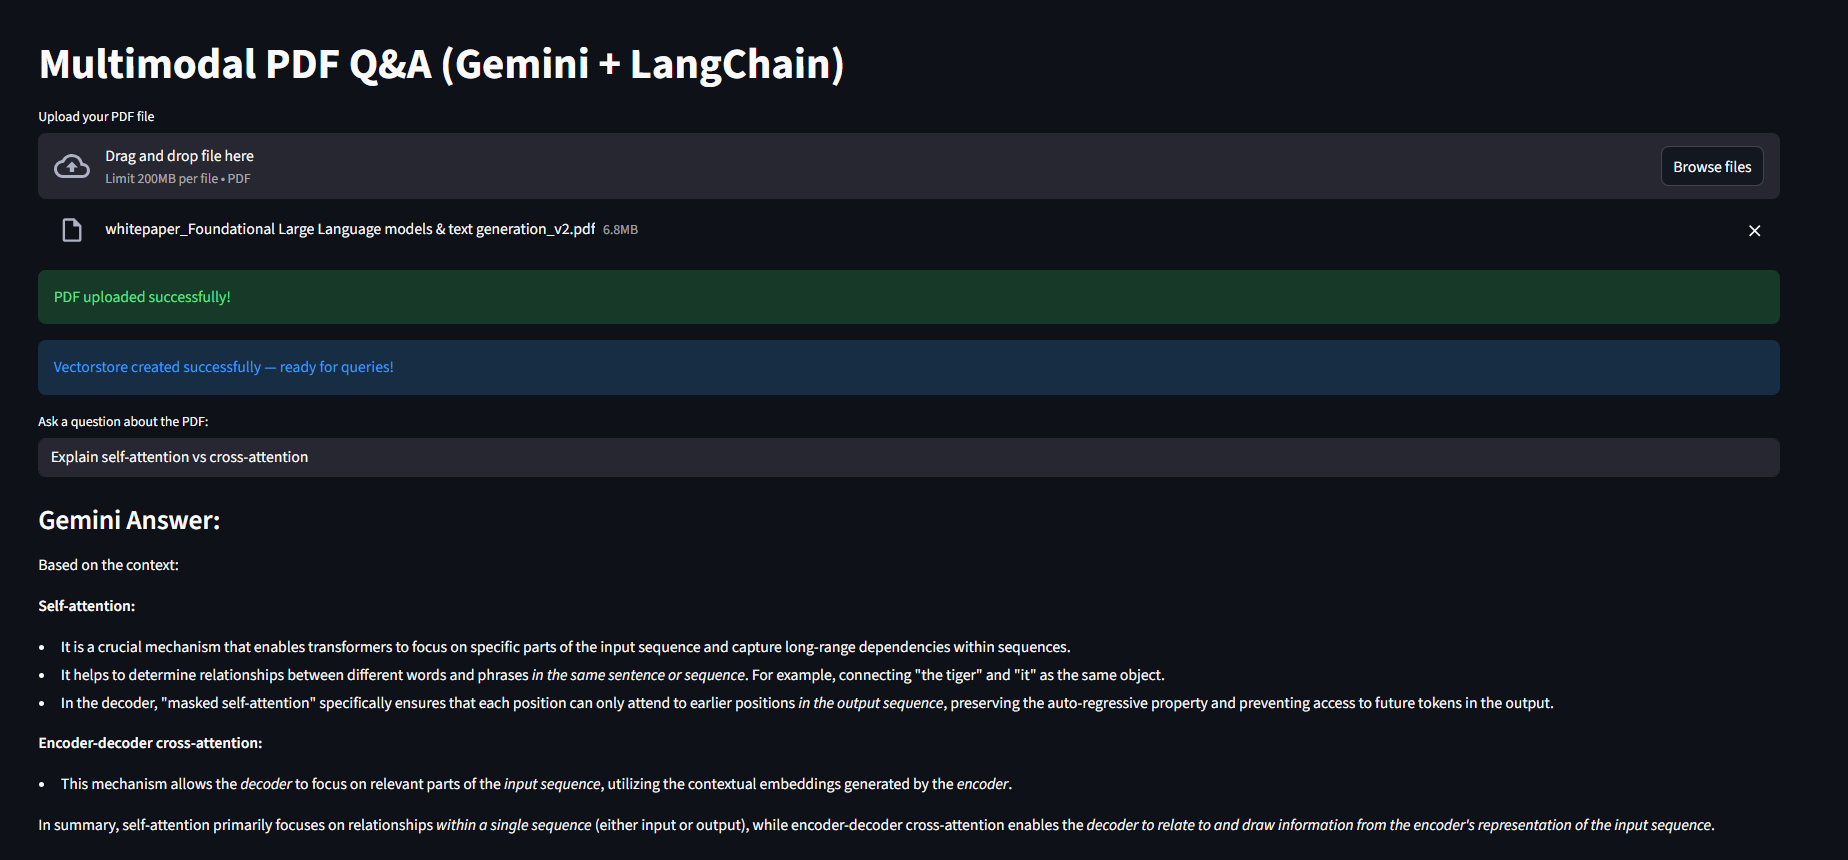 Multimodal PDF Q&A (Gemini + LangChain)
Upload your PDF file
Drag and drop file here
Limit 200MB per file • PDF
Browse files
whitepaper_Foundational Large Language models & text generation_v2.pdf 6.8MB
PDF uploaded successfully!
Vectorstore created successfully — ready for queries!
Ask a question about the PDF:
Explain self-attention vs cross-attention
Gemini Answer:
Based on the context:
Self-attention:
• It is a crucial mechanism that enables transformers to focus on specific parts of the input sequence and capture long-range dependencies within sequences.
• It helps to determine relationships between different words and phrases in the same sentence or sequence. For example, connecting "the tiger" and "it" as the same object.
• In the decoder, "masked self-attention" specifically ensures that each position can only attend to earlier positions in the output sequence, preserving the auto-regressive property and preventing access to future tokens in the output.
Encoder-decoder cross-attention:
• This mechanism allows the decoder to focus on relevant parts of the input sequence, utilizing the contextual embeddings generated by the encoder.
In summary, self-attention primarily focuses on relationships within a single sequence (either input or output), while encoder-decoder cross-attention enables the decoder to relate to and draw information from the encoder's representation of the input sequence.